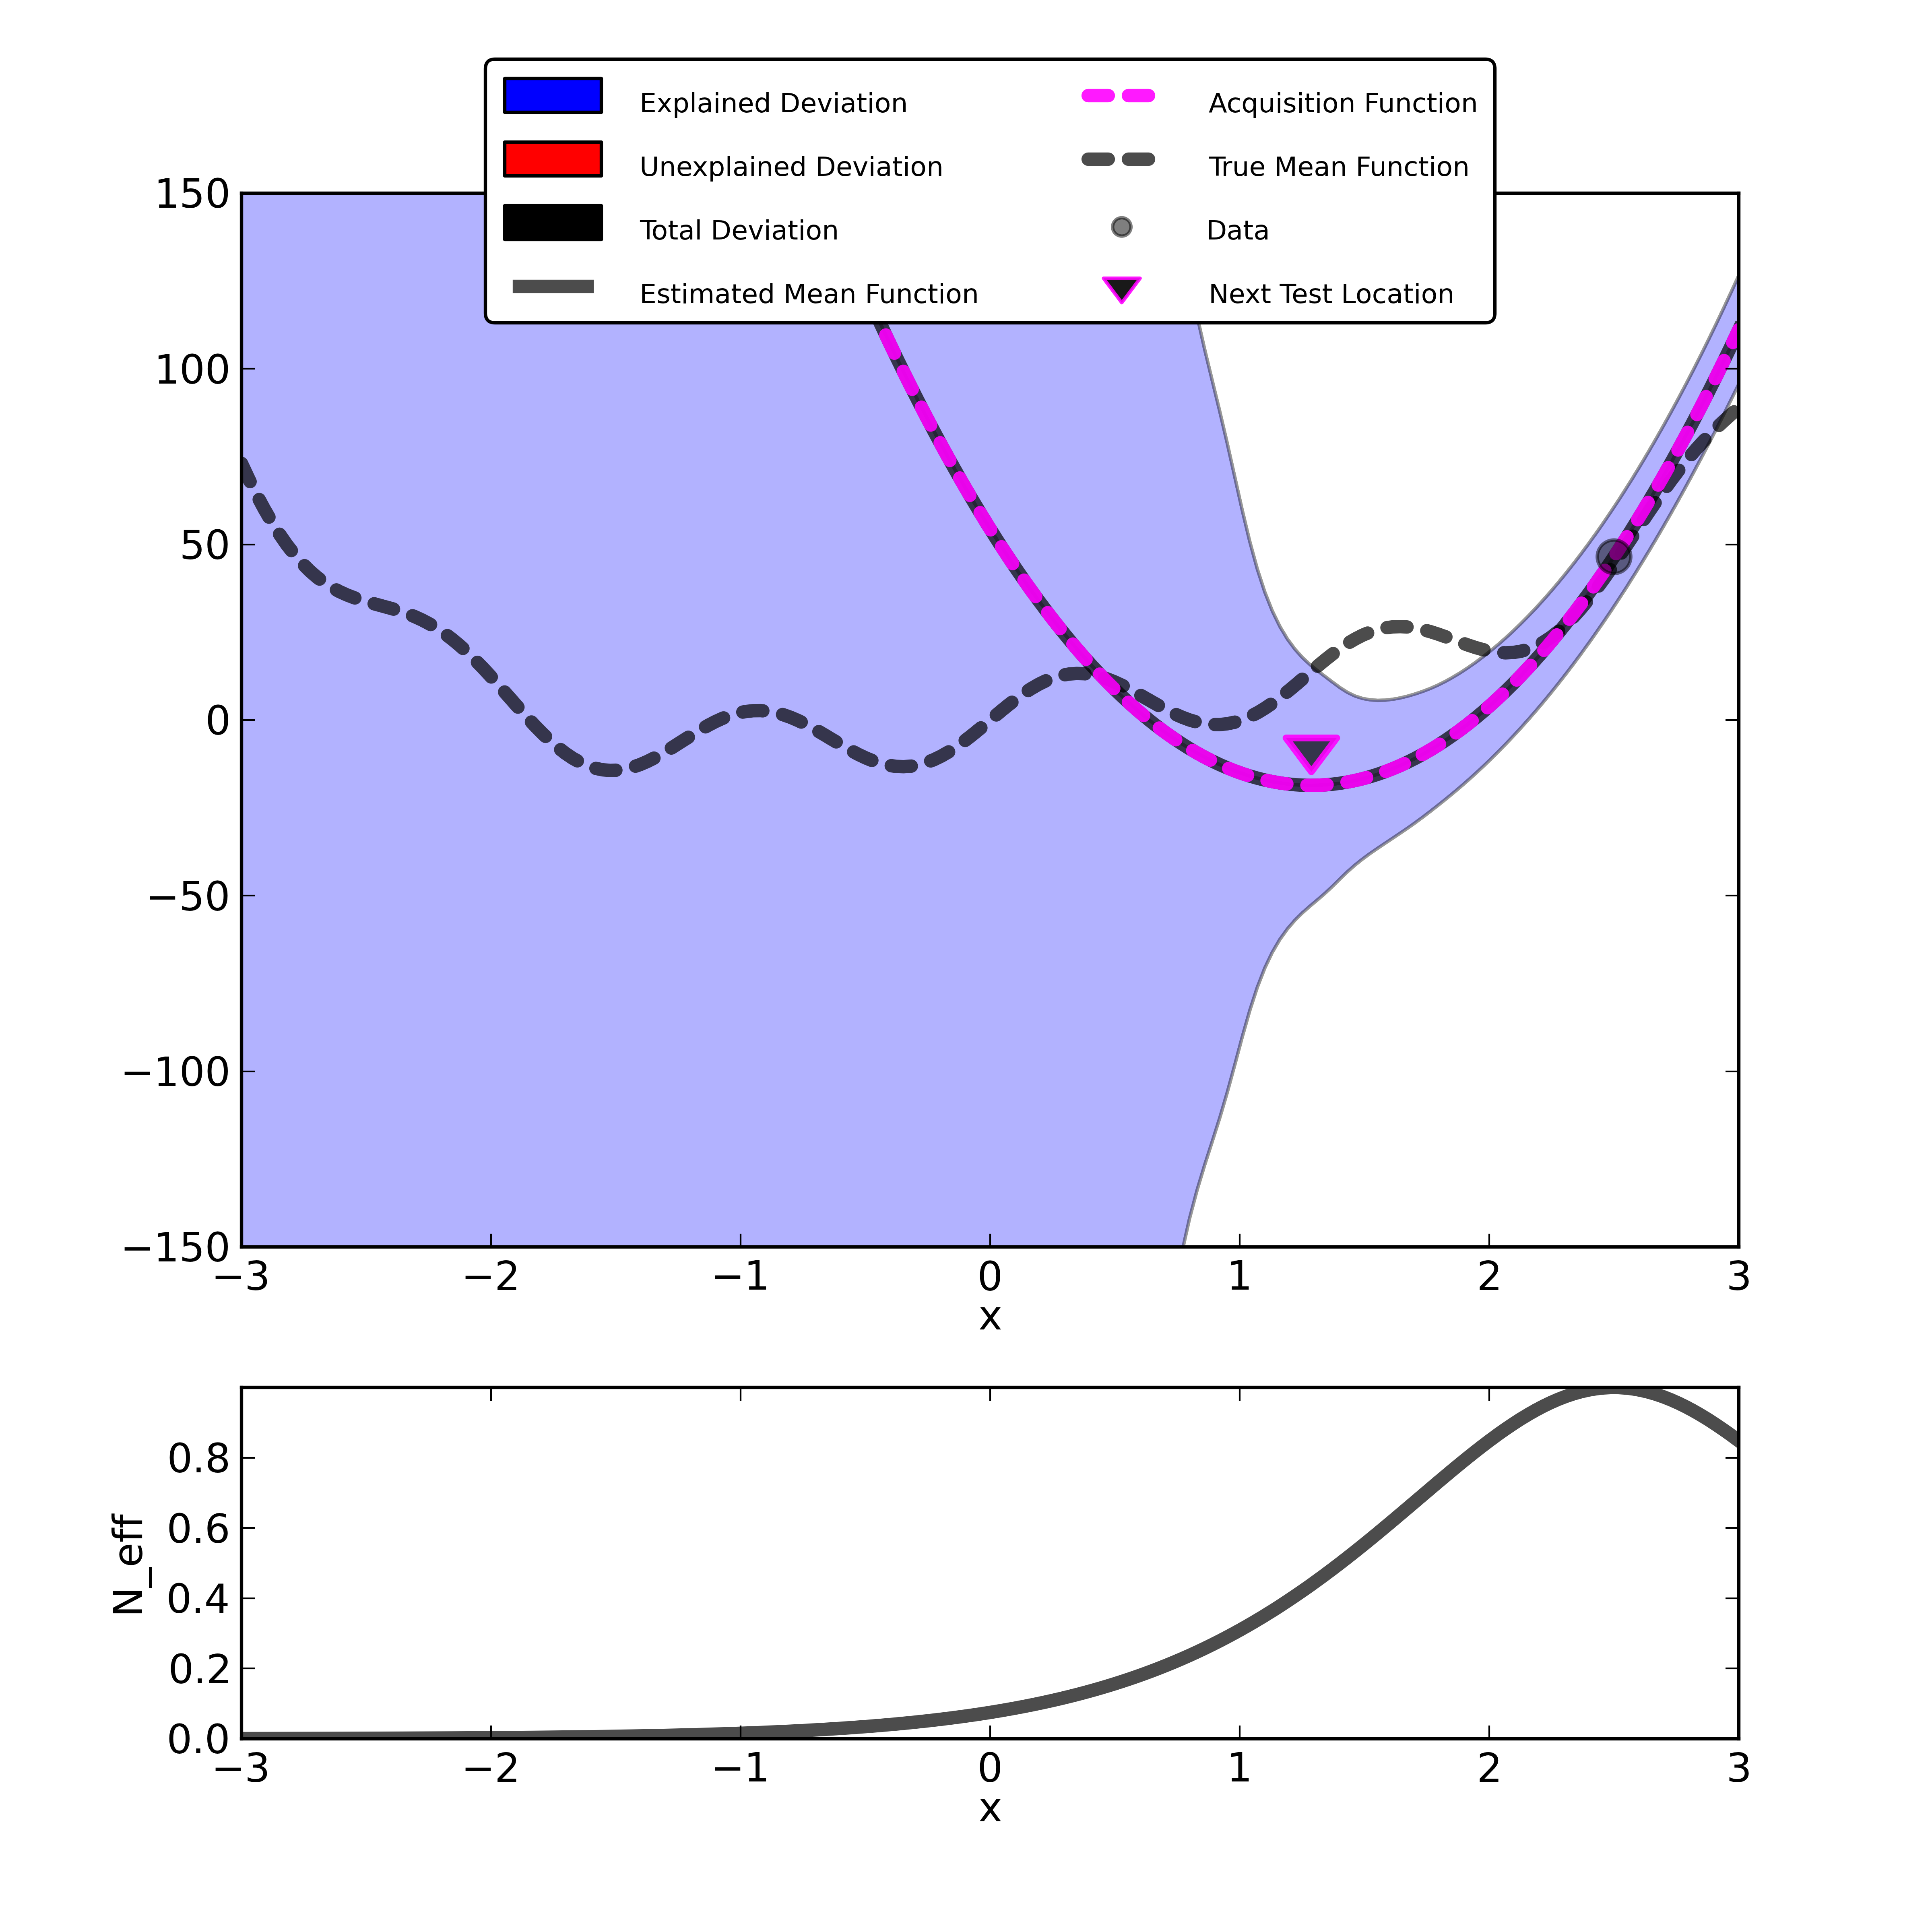 Explained Deviation
Unexplained Deviation
Total Deviation
Estimated Mean Function
Acquisition Function
True Mean Function
Data
Next Test Location
150
100
50
0
−50
−100
−150
−3 −2 −1 0 1 2 3
x
N_eff
0.8
0.6
0.4
0.2
0.0
−3 −2 −1 0 1 2 3
x